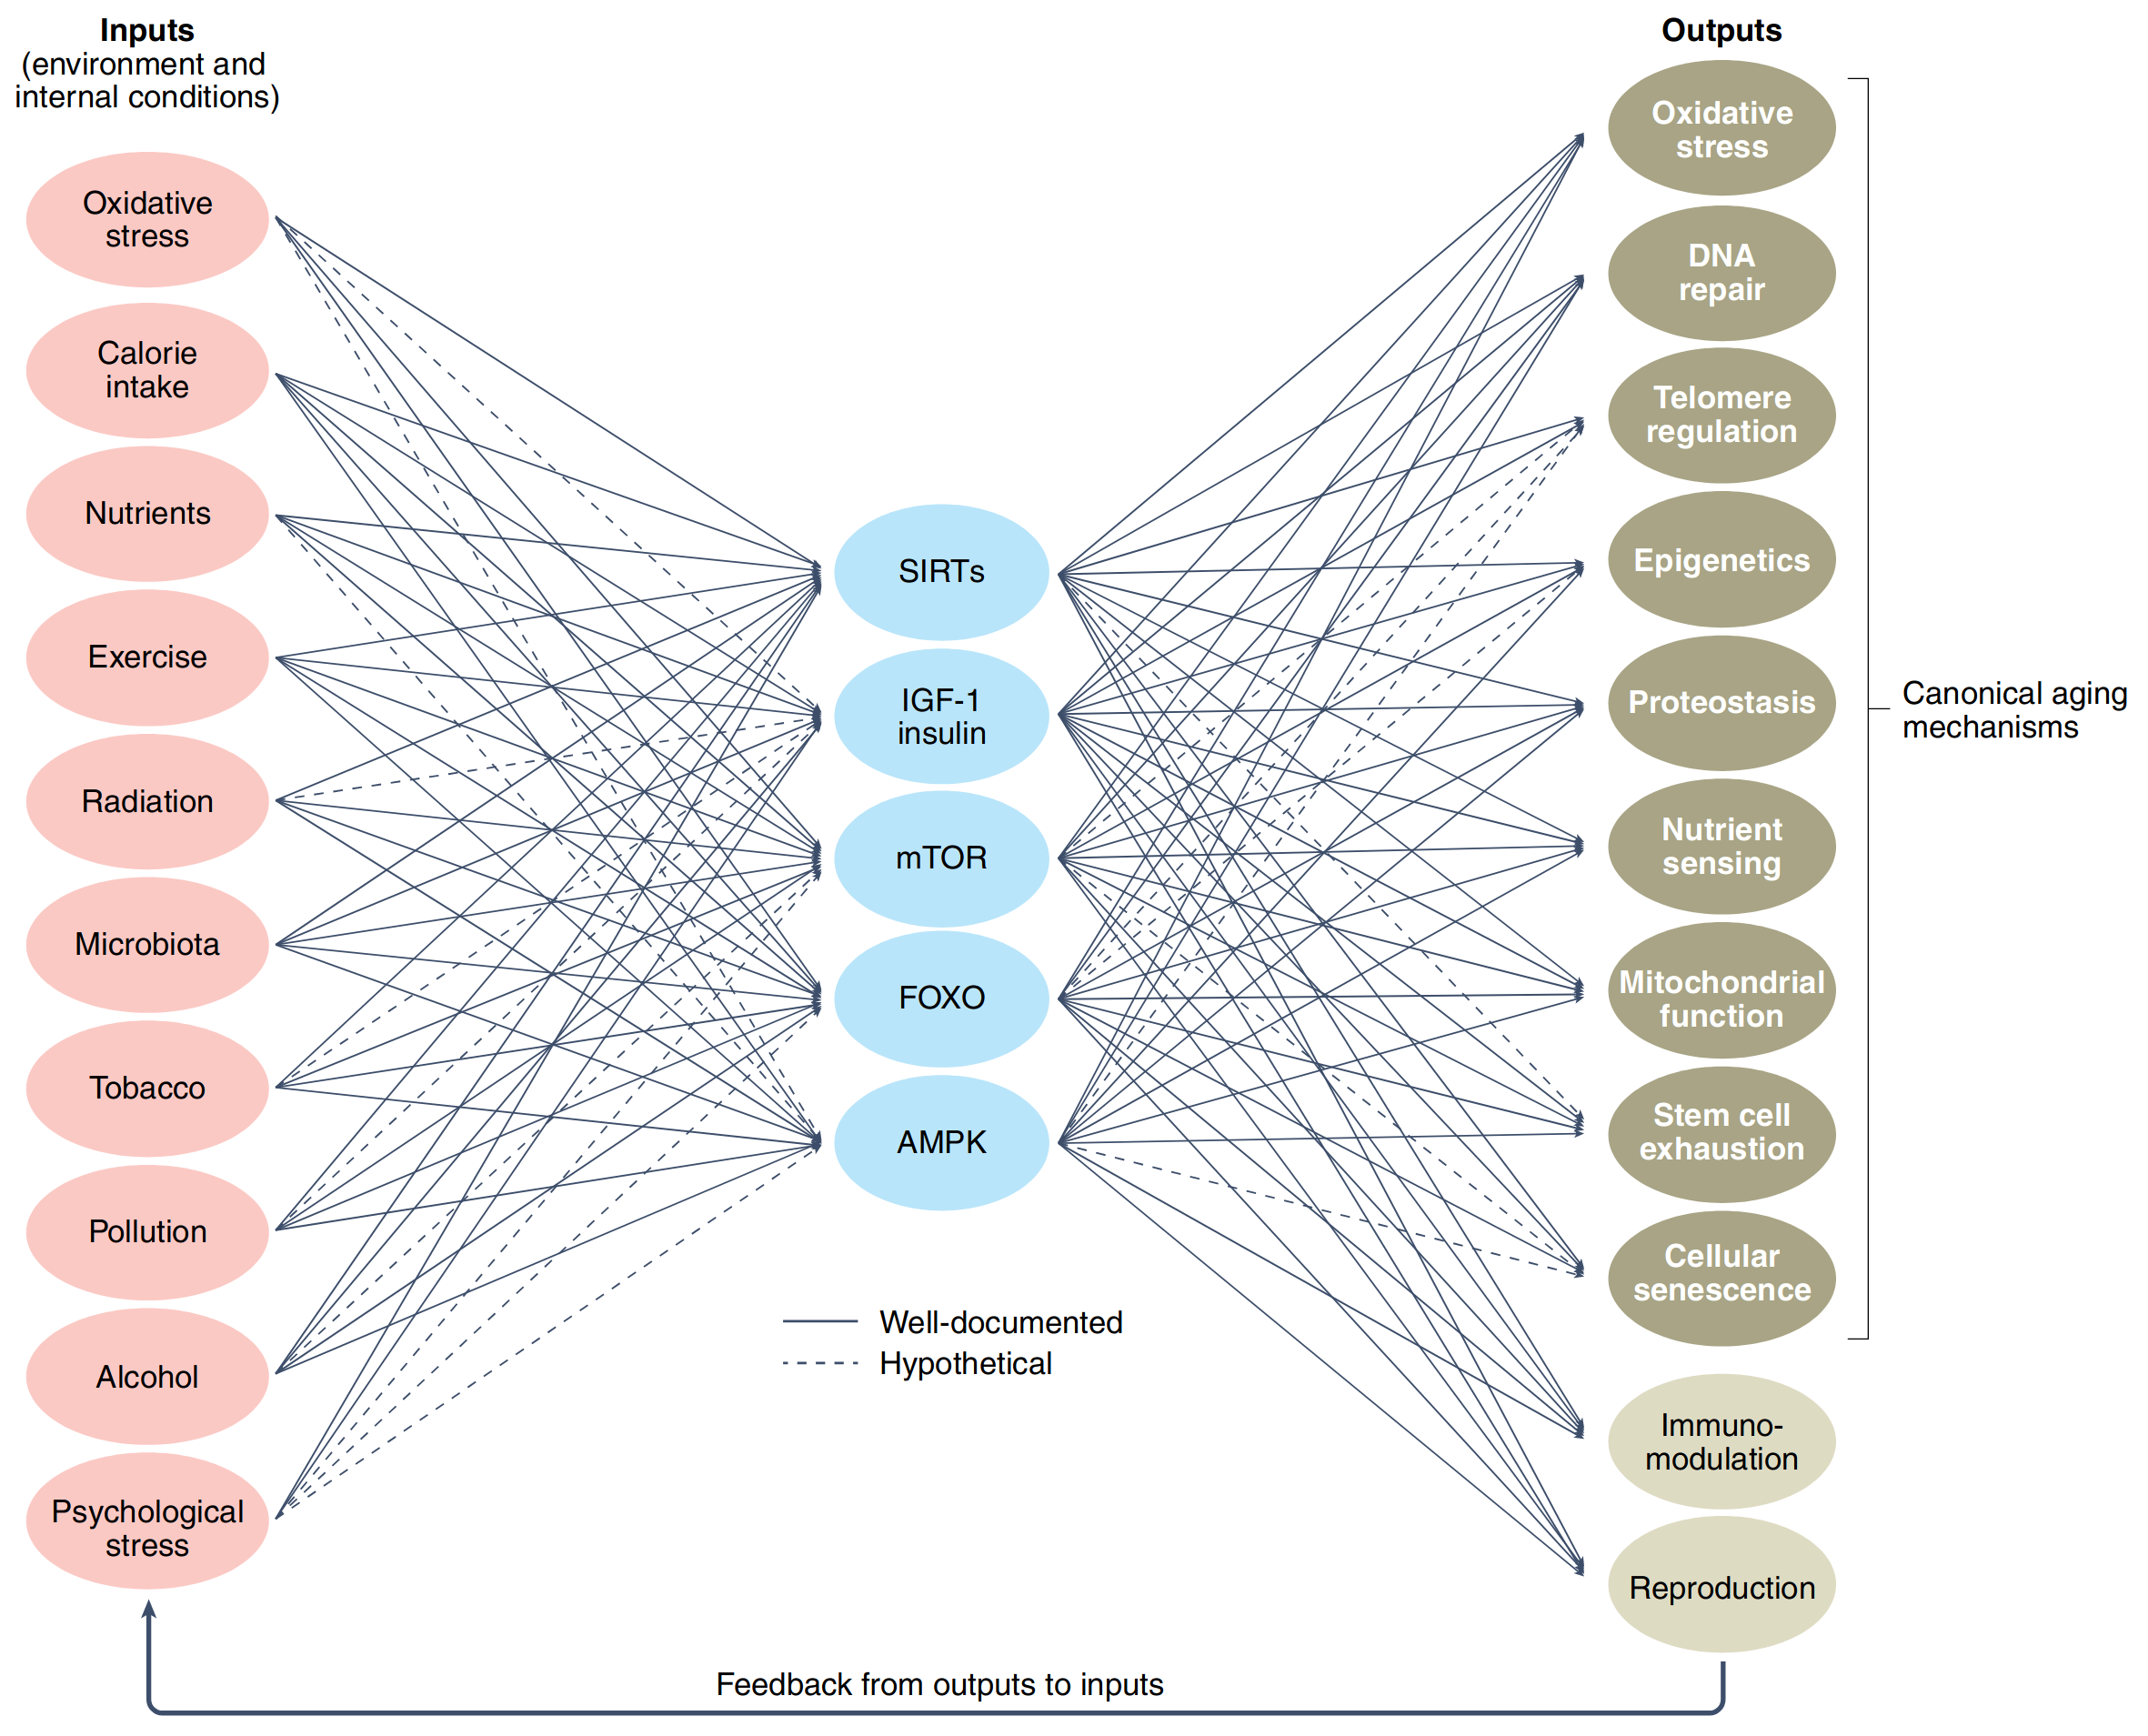 Inputs
(environment and
internal conditions)
Oxidative
stress
Calorie
intake
Nutrients
Exercise
Radiation
Microbiota
Tobacco
Pollution
Alcohol
Psychological
stress
SIRTs
IGF-1
insulin
mTOR
FOXO
AMPK
Well-documented
Hypothetical
Outputs
Oxidative
stress
DNA
repair
Telomere
regulation
Epigenetics
Proteostasis
Nutrient
sensing
Mitochondrial
function
Stem cell
exhaustion
Cellular
senescence
Immuno-
modulation
Reproduction
Canonical aging
mechanisms
Feedback from outputs to inputs